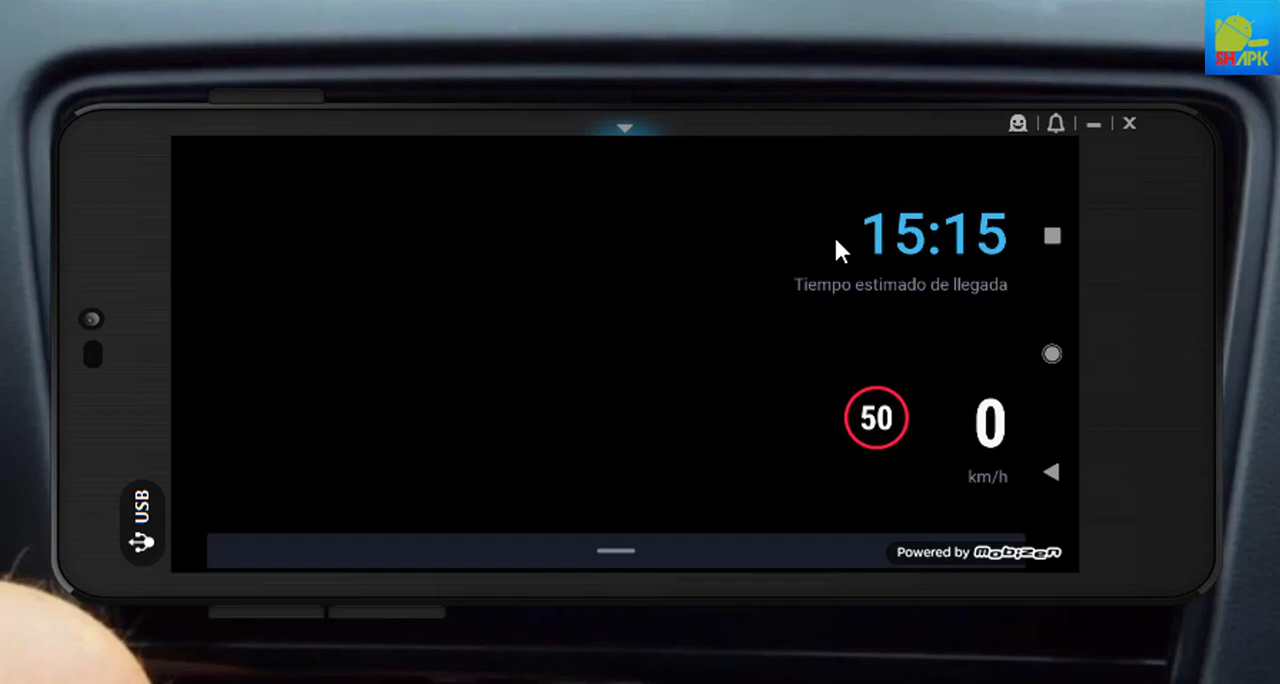 SHAPK
15:15
Tiempo estimado de llegada
50
0
km/h
USB
Powered by Mobizen